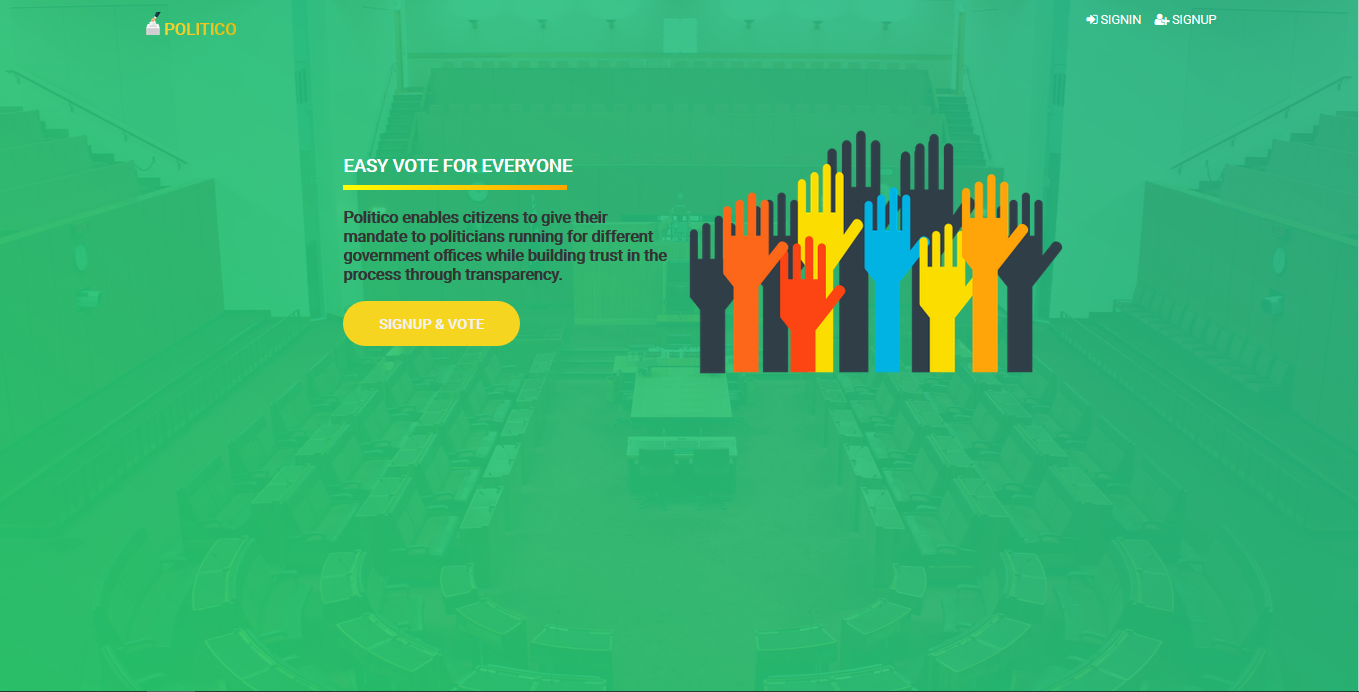 POLITICO
SIGNIN SIGNUP
EASY VOTE FOR EVERYONE
Politico enables citizens to give their
mandate to politicians running for different
government offices while building trust in the
process through transparency.
SIGNUP & VOTE